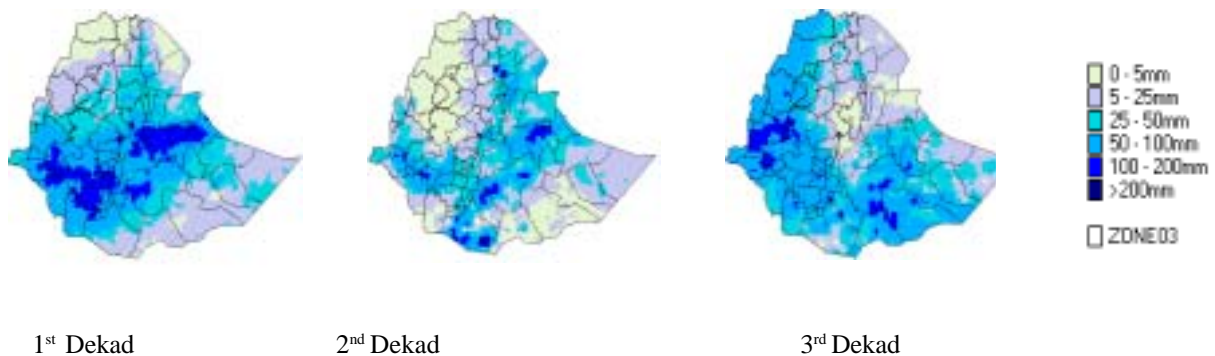 0 - 5mm
5 - 25mm
25 - 50mm
50 - 100mm
100 - 200mm
>200mm
ZONE03
1st Dekad
2nd Dekad
3rd Dekad